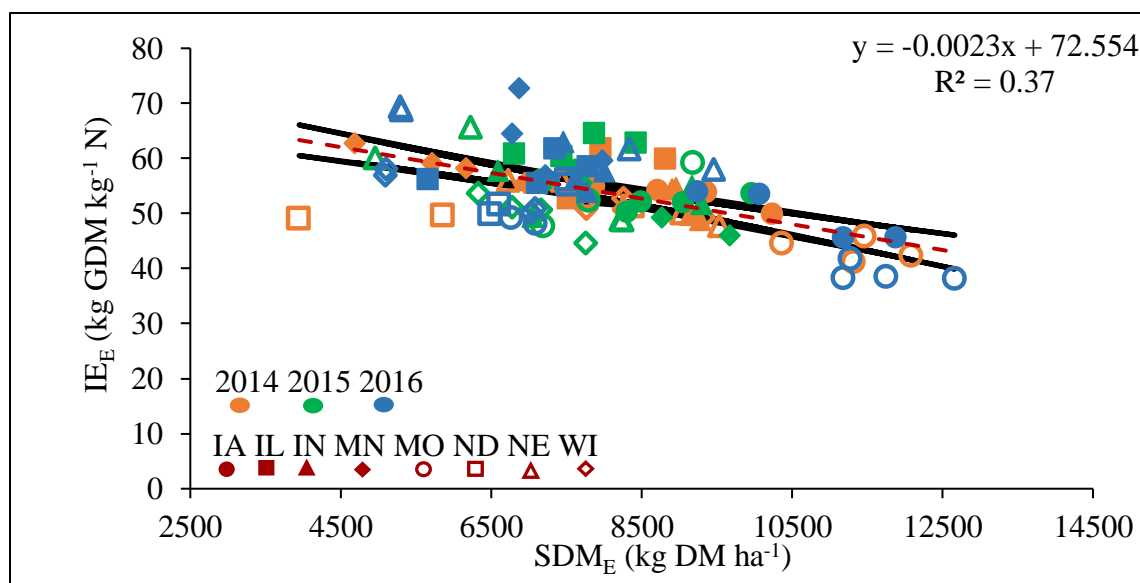 y = -0.0023x + 72.554
R² = 0.37
80
70
60
50
40
30
20
10
0
IE_E (kg GDM kg⁻¹ N)
2014 2015 2016
IA IL IN MN MO ND NE WI
2500 4500 6500 8500 10500 12500 14500
SDM_E (kg DM ha⁻¹)